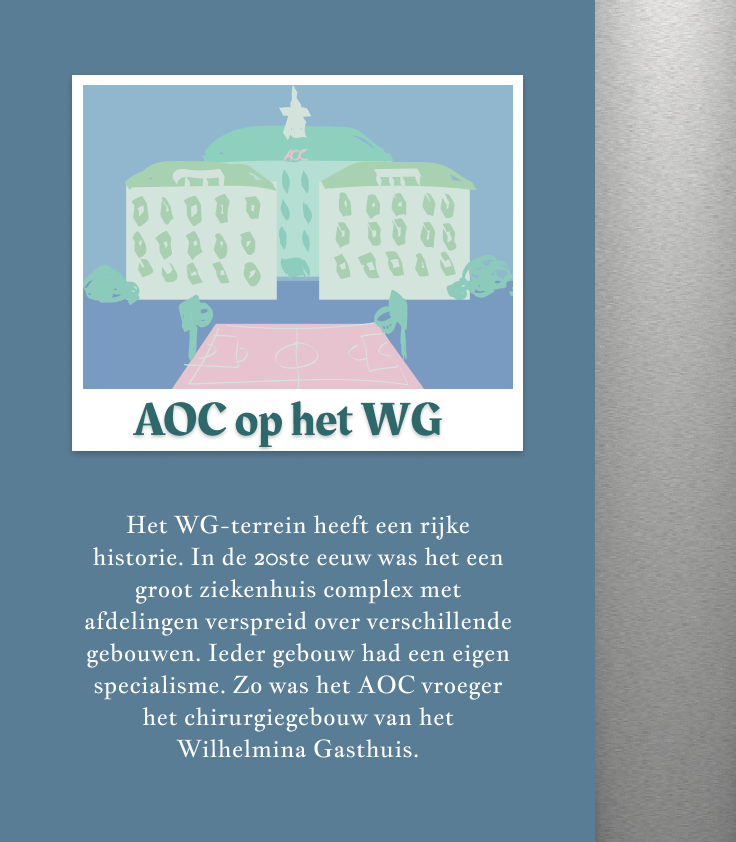 AOC
AOC op het WG
Het WG-terrein heeft een rijke
historie. In de 20ste eeuw was het een
groot ziekenhuis complex met
afdelingen verspreid over verschillende
gebouwen. Ieder gebouw had een eigen
specialisme. Zo was het AOC vroeger
het chirurgiegebouw van het
Wilhelmina Gasthuis.